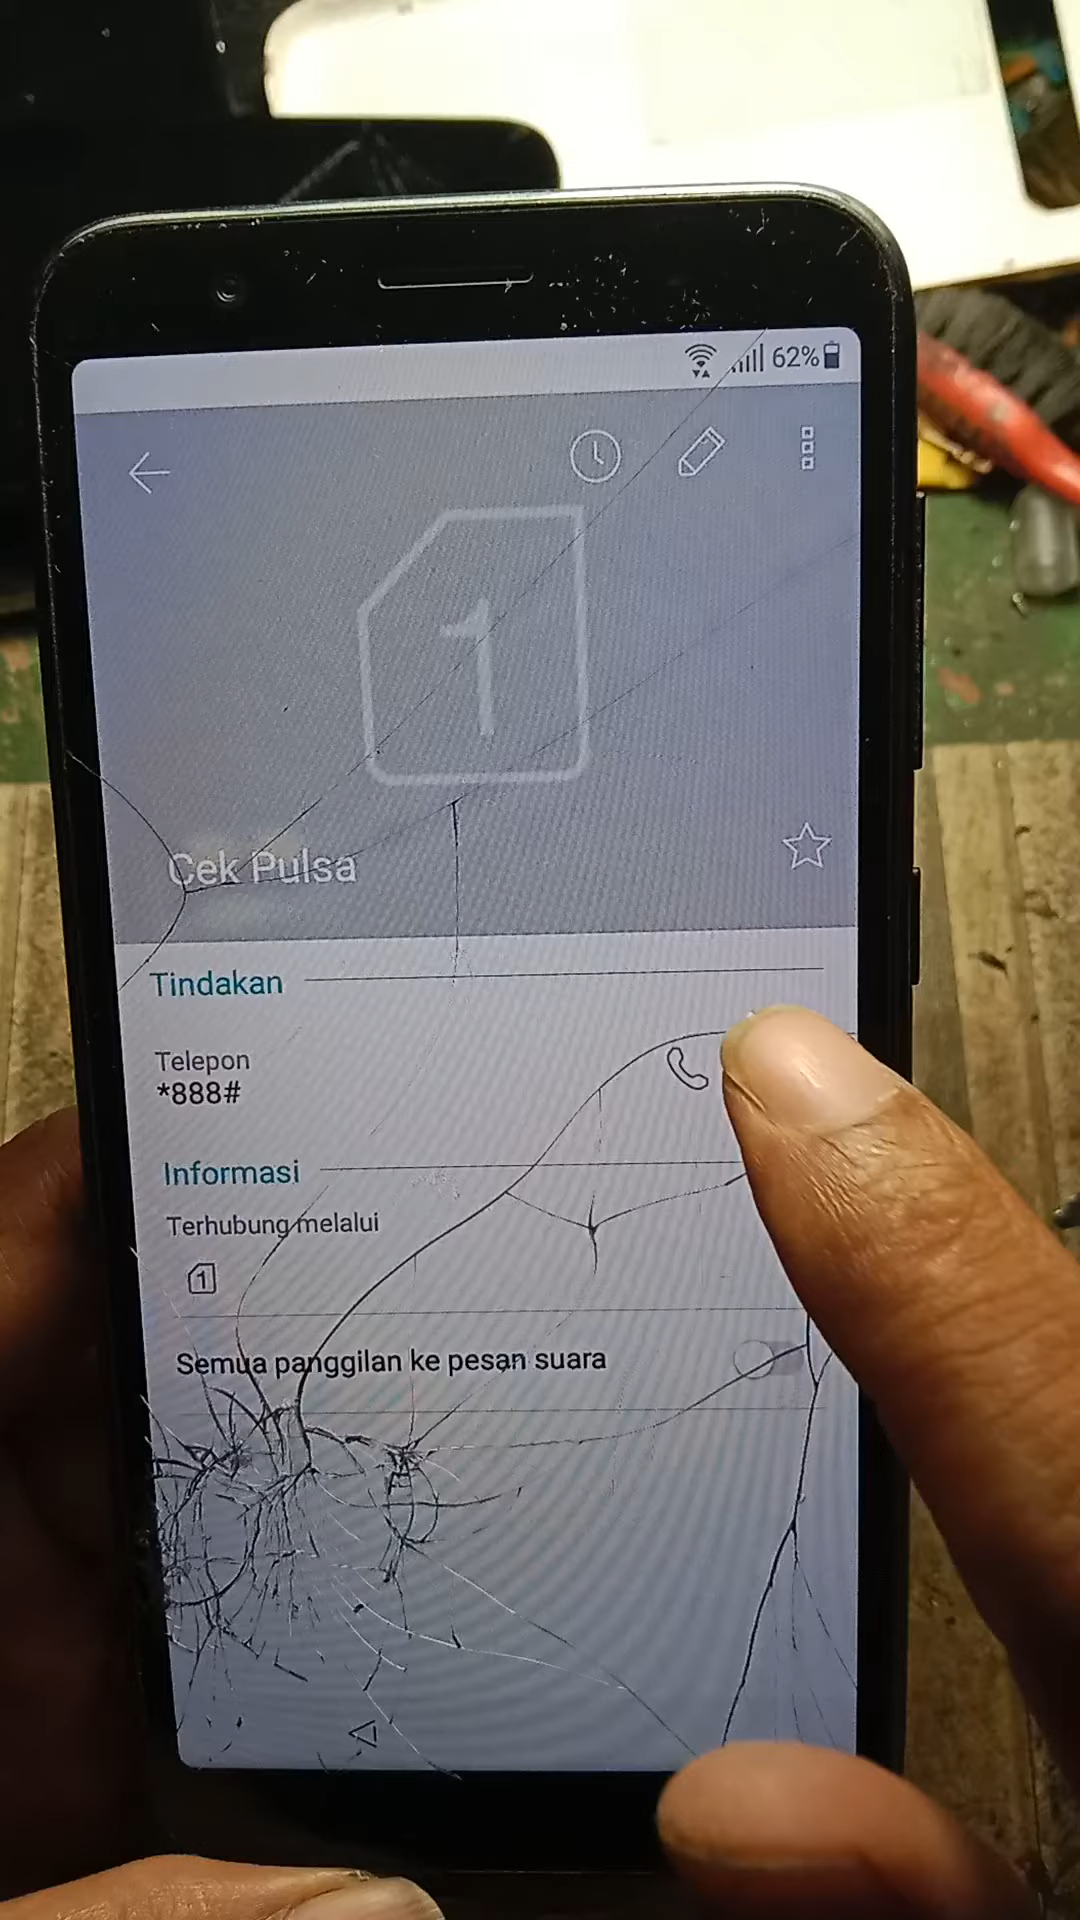 62%
1
Cek Pulsa
Tindakan
Telepon
*888#
Informasi
Terhubung melalui
1
Semua panggilan ke pesan suara